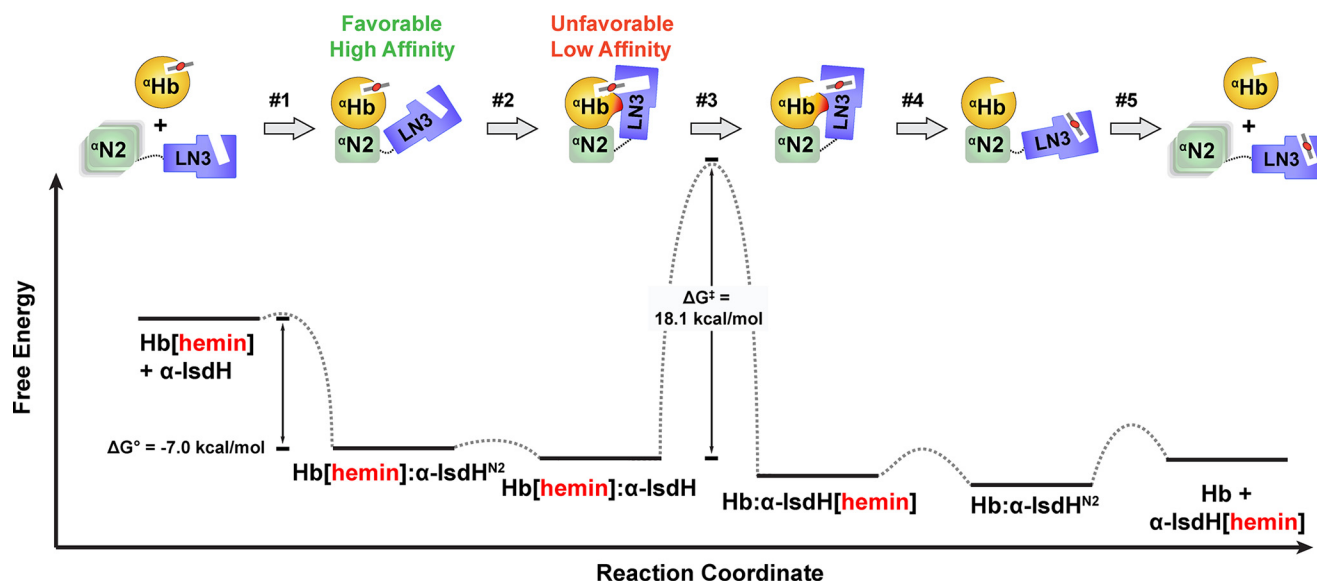 Favorable
High Affinity
Unfavorable
Low Affinity
αHb
+
αN2
LN3
#1
αHb
αN2
LN3
#2
αHb
αN2
LN3
#3
αHb
αN2
LN3
#4
αN2
LN3
#5
αHb
+
αN2
LN3
Free Energy
Hb[hemin]
+ α-IsdH
ΔG° = -7.0 kcal/mol
Hb[hemin]:α-IsdHN2
Hb[hemin]:α-IsdH
ΔG‡ =
18.1 kcal/mol
Hb:α-IsdH[hemin]
Hb:α-IsdHN2
Hb +
α-IsdH[hemin]
Reaction Coordinate